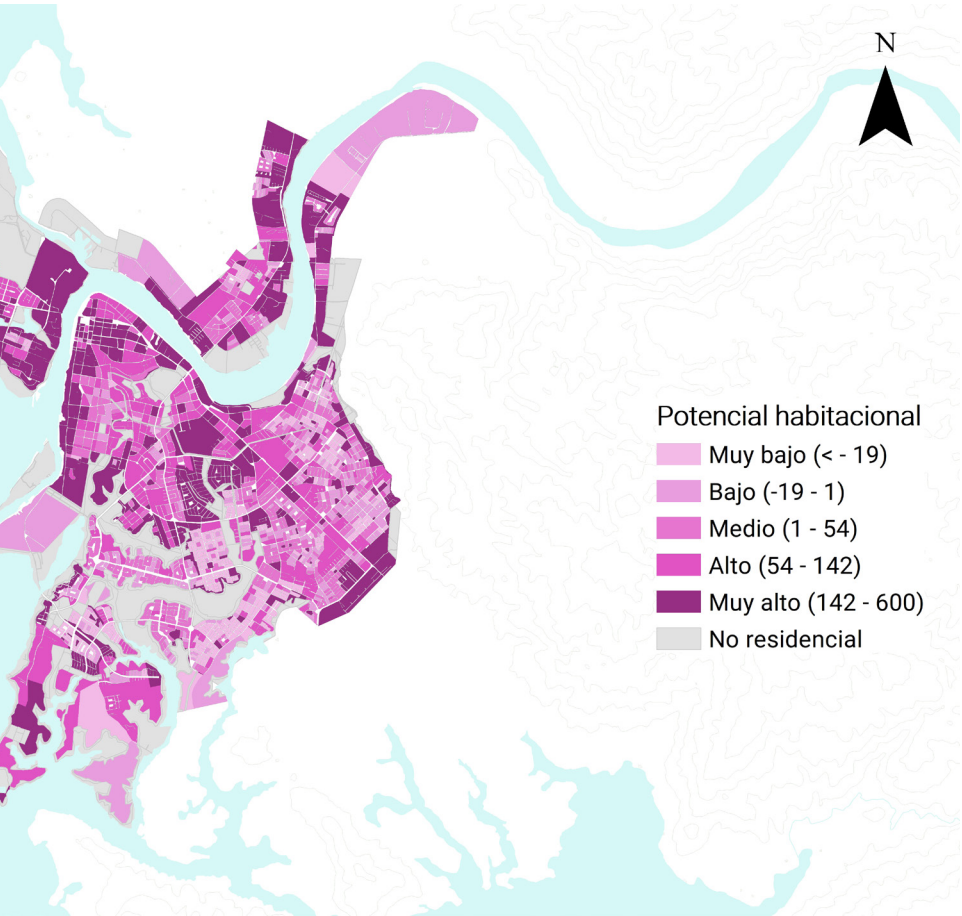 N
Potencial habitacional
Muy bajo (< - 19)
Bajo (-19 - 1)
Medio (1 - 54)
Alto (54 - 142)
Muy alto (142 - 600)
No residencial